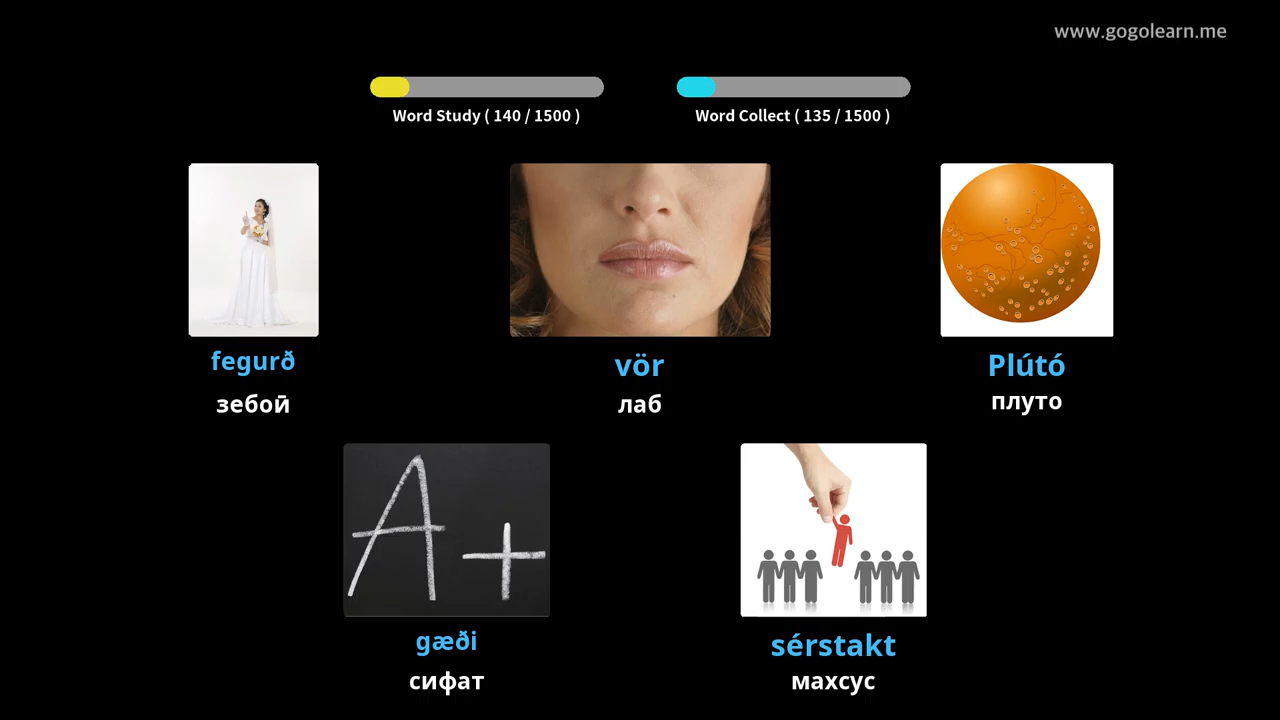 www.gogolearn.me
Word Study ( 140 / 1500 )
Word Collect ( 135 / 1500 )
fegurð
зебоӣ
vör
лаб
Plútó
плуто
A+
gæði
сифат
sérstakt
махсус